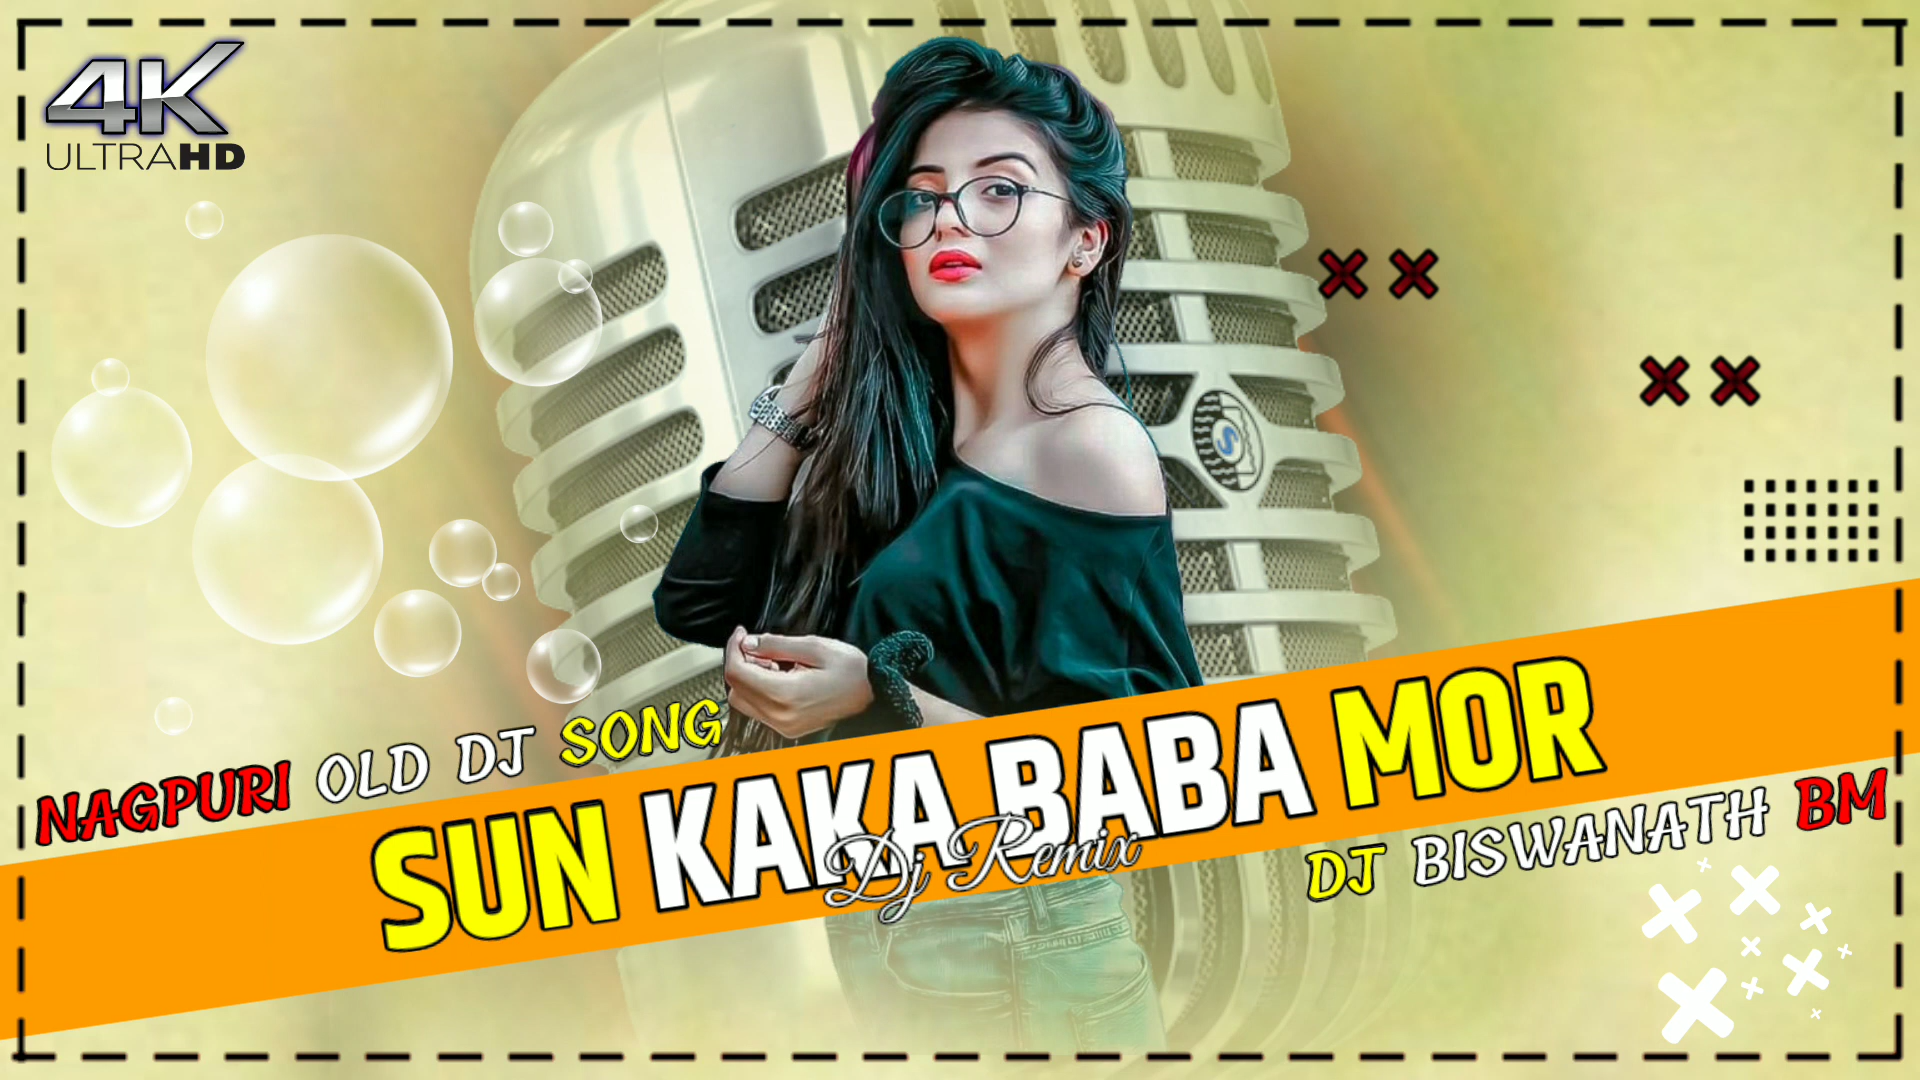 4K
ULTRAHD
NAGPURI OLD DJ SONG
SUN KAKA BABA MOR
Dj Remix
DJ BISWANATH BM